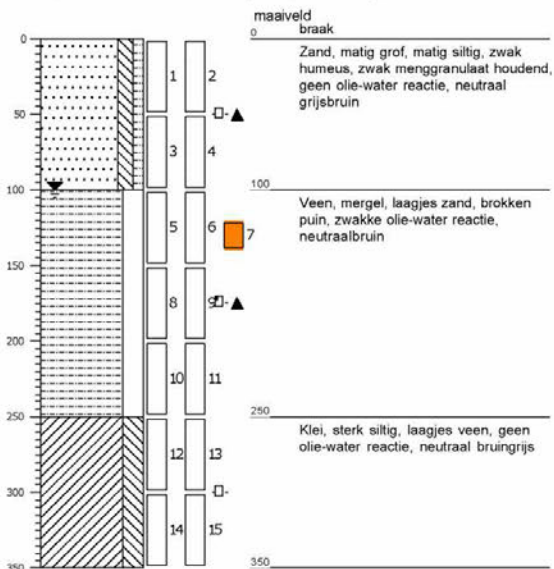 maaiveld
0 braak
0
Zand, matig grof, matig siltig, zwak
humeus, zwak menggranulaat houdend,
geen olie-water reactie, neutraal
grijsbruin
1 2
50
3 4
100
100
Veen, mergel, laagjes zand, brokken
puin, zwakke olie-water reactie,
neutraalbruin
5 6 7
150
8 9
200
10 11
250
250
Klei, sterk siltig, laagjes veen, geen
olie-water reactie, neutraal bruingrijs
12 13
300
14 15
350
350